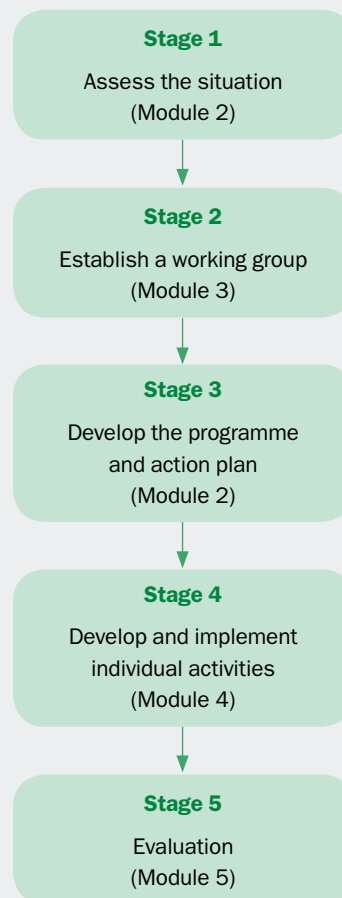 Stage 1
Assess the situation
(Module 2)
Stage 2
Establish a working group
(Module 3)
Stage 3
Develop the programme
and action plan
(Module 2)
Stage 4
Develop and implement
individual activities
(Module 4)
Stage 5
Evaluation
(Module 5)